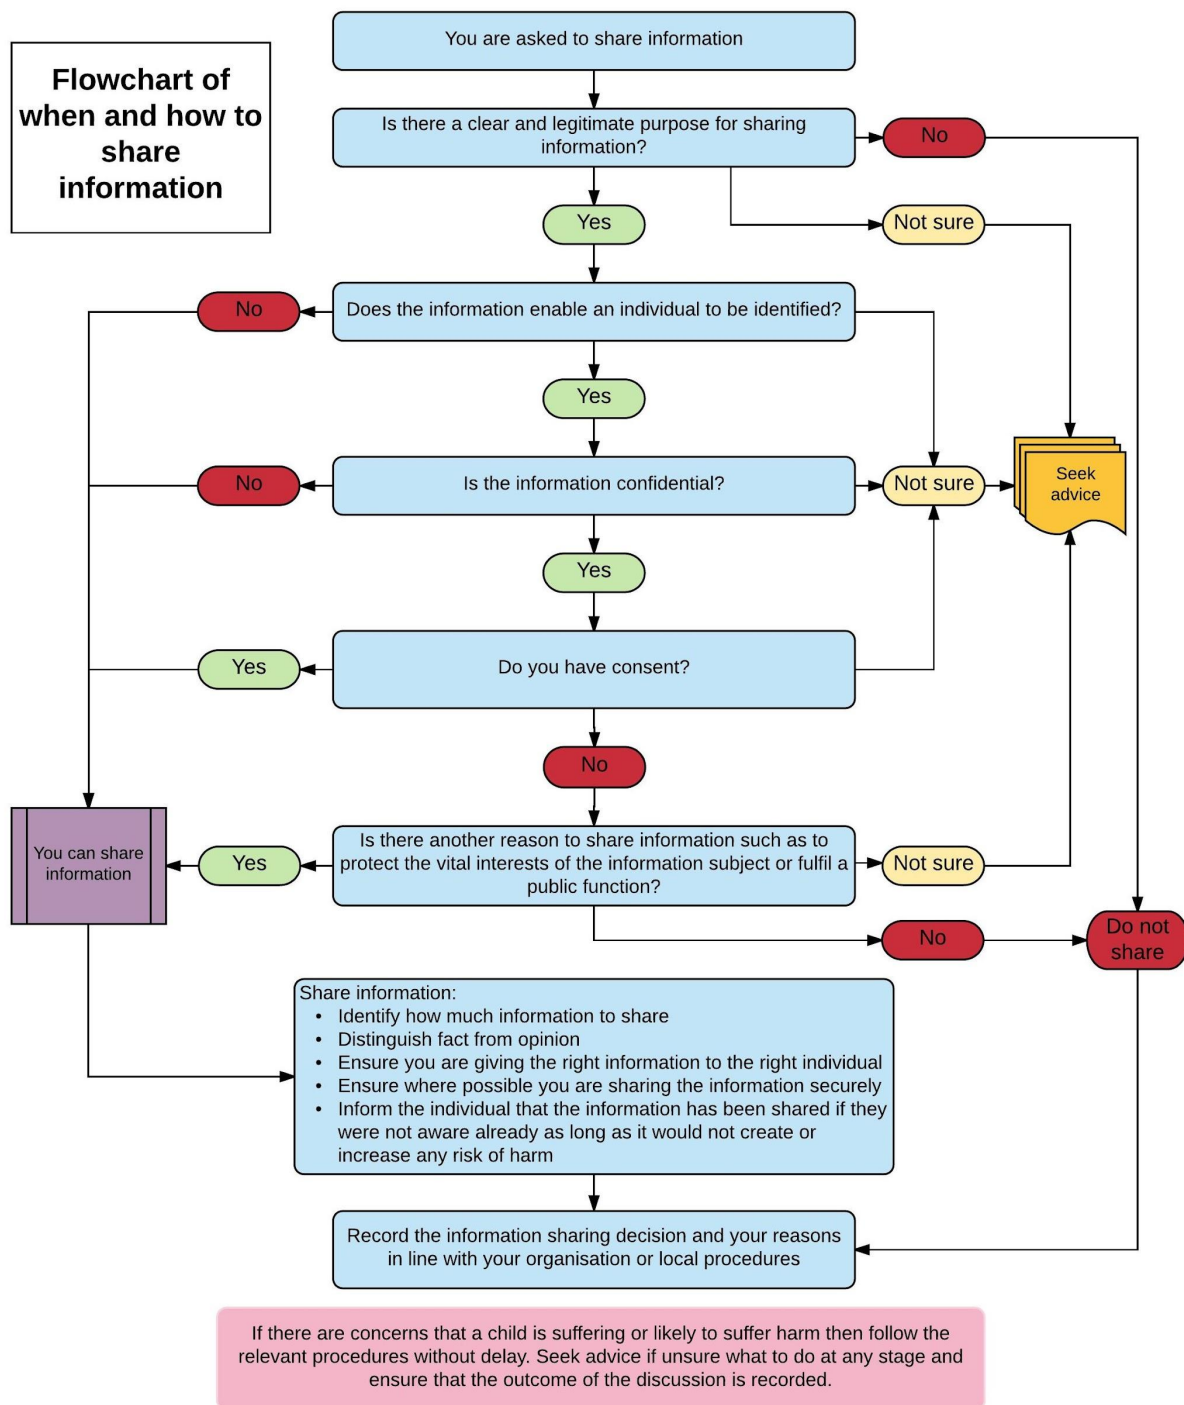 Flowchart of
when and how to
share
information
You are asked to share information
Is there a clear and legitimate purpose for sharing
information?
No
Yes
Not sure
Does the information enable an individual to be identified?
No
Yes
Is the information confidential?
No
Not sure
Seek
advice
Yes
Do you have consent?
Yes
No
Is there another reason to share information such as to
protect the vital interests of the information subject or fulfil a
public function?
You can share
information
Yes
Not sure
No
Do not
share
Share information:
• Identify how much information to share
• Distinguish fact from opinion
• Ensure you are giving the right information to the right individual
• Ensure where possible you are sharing the information securely
• Inform the individual that the information has been shared if they
were not aware already as long as it would not create or
increase any risk of harm
Record the information sharing decision and your reasons
in line with your organisation or local procedures
If there are concerns that a child is suffering or likely to suffer harm then follow the
relevant procedures without delay. Seek advice if unsure what to do at any stage and
ensure that the outcome of the discussion is recorded.